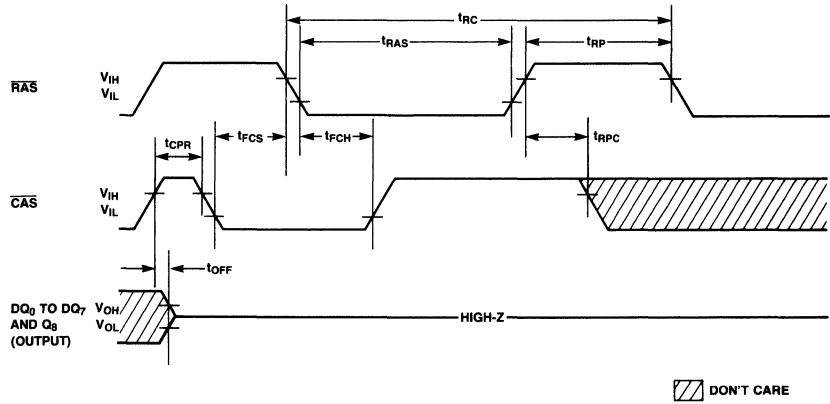 tRC
tRAS
tRP
RAS
VIH
VIL
tFCS
tFCH
tRPC
tCPR
CAS
VIH
VIL
tOFF
DQ0 TO DQ7
AND Q8
(OUTPUT)
VOH
VOL
HIGH-Z
DON'T CARE